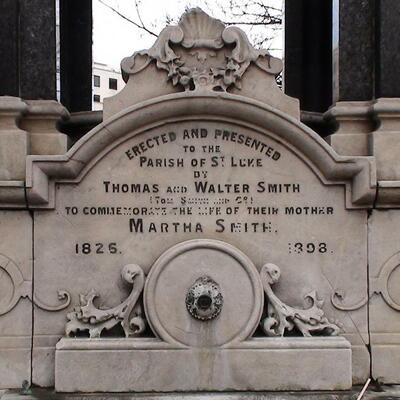 ERECTED AND PRESENTED
TO THE
PARISH OF ST LUKE
BY
THOMAS AND WALTER SMITH
(TOM SMITH AND CO)
TO COMMEMORATE THE LIFE OF THEIR MOTHER
MARTHA SMITH.
1826. 1898.